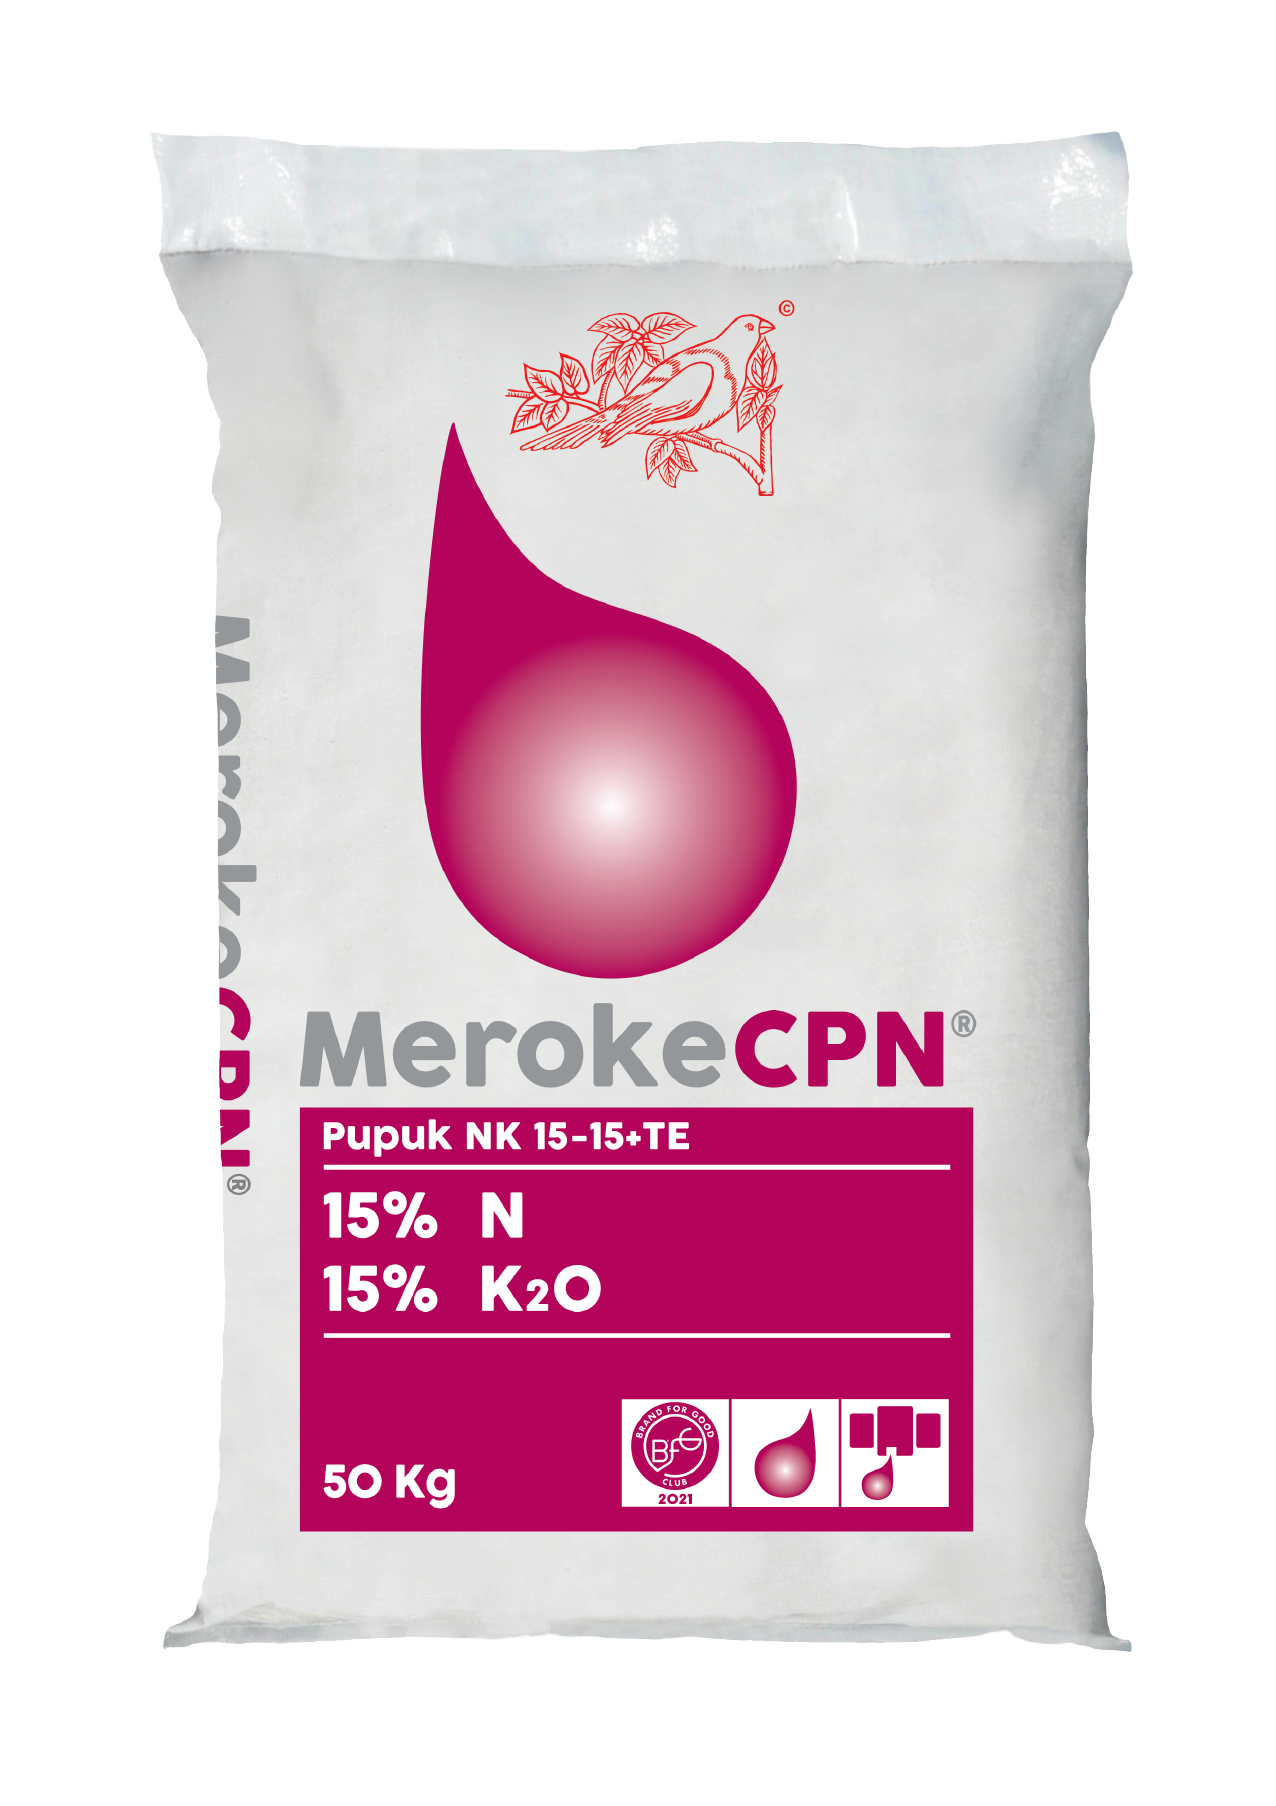 ©
MerokeCPN®
MerokeCPN®
Pupuk NK 15-15+TE
15% N
15% K2O
50 Kg
BRAND FOR GOOD
BfG
CLUB
2021